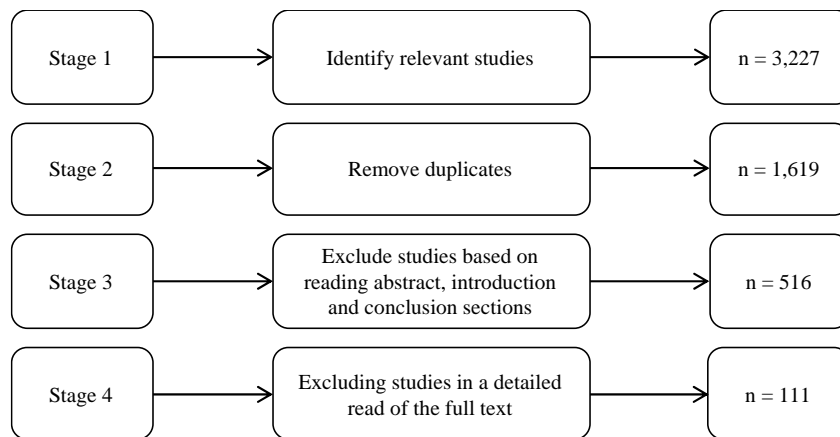 Stage 1
Identify relevant studies
n = 3,227
Stage 2
Remove duplicates
n = 1,619
Stage 3
Exclude studies based on
reading abstract, introduction
and conclusion sections
n = 516
Stage 4
Excluding studies in a detailed
read of the full text
n = 111